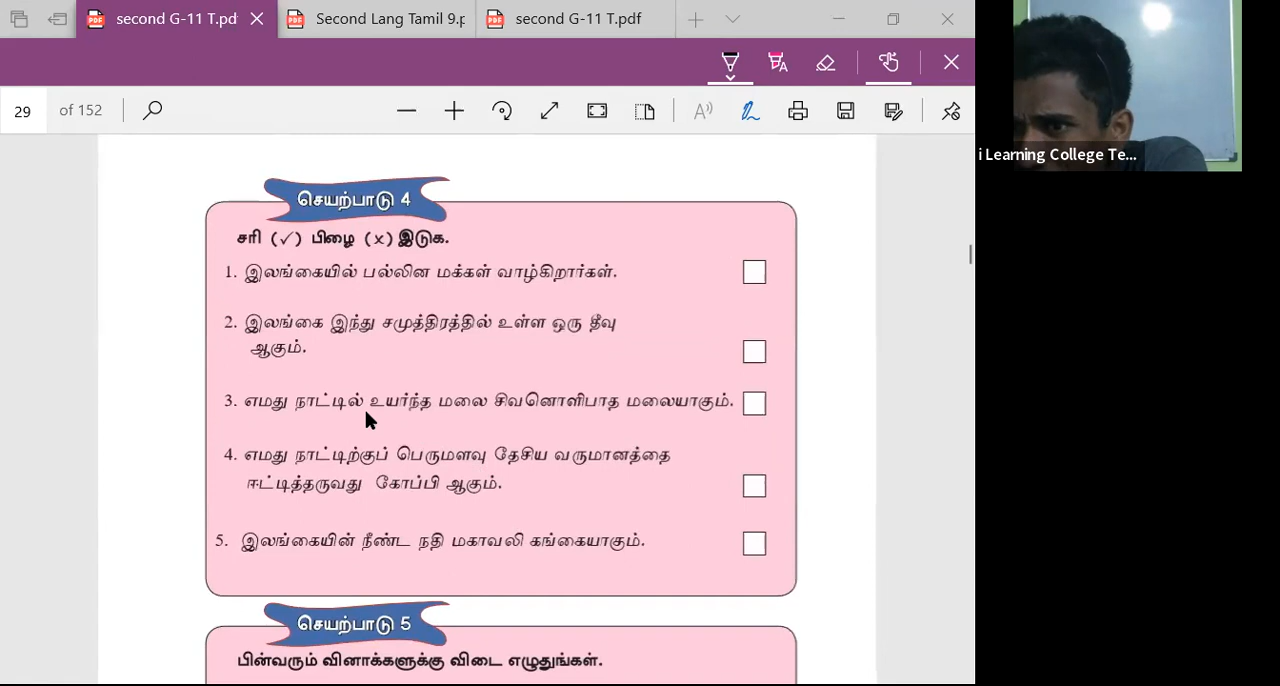 second G-11 T.pd
Second Lang Tamil 9.p
second G-11 T.pdf
29 of 152
செயற்பாடு 4
சரி (✓) பிழை (x) இடுக.
1. இலங்கையில் பல்லின மக்கள் வாழ்கிறார்கள்.
2. இலங்கை இந்து சமுத்திரத்தில் உள்ள ஒரு தீவு
ஆகும்.
3. எமது நாட்டில் உயர்ந்த மலை சிவனொளிபாத மலையாகும்.
4. எமது நாட்டிற்குப் பெருமளவு தேசிய வருமானத்தை
ஈட்டித்தருவது கோப்பி ஆகும்.
5. இலங்கையின் நீண்ட நதி மகாவலி கங்கையாகும்.
செயற்பாடு 5
பின்வரும் வினாக்களுக்கு விடை எழுதுங்கள்.
i Learning College Te...